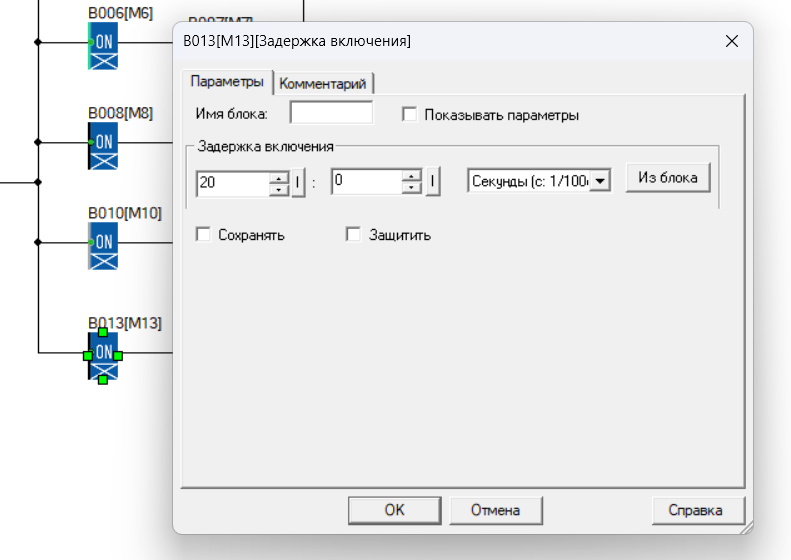 B006[M6]
B007[M7]
ON
B008[M8]
ON
B010[M10]
ON
B013[M13]
ON
B013[M13][Задержка включения]
Параметры
Комментарий
Имя блока:
Показывать параметры
Задержка включения
20 : 0 Секунды (с: 1/100 Из блока
Сохранять Защитить
OK Отмена Справка